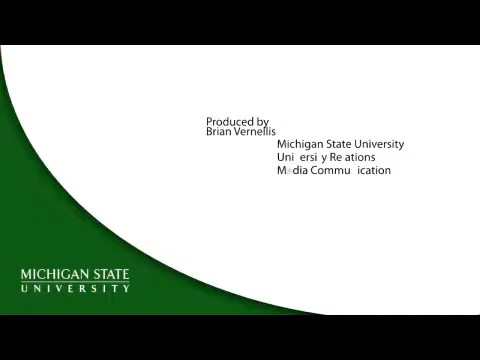 Produced by
Brian Vernellis
Michigan State University
Uni ersi y Re ations
M dia Commu ication
MICHIGAN STATE
UNIVERSITY